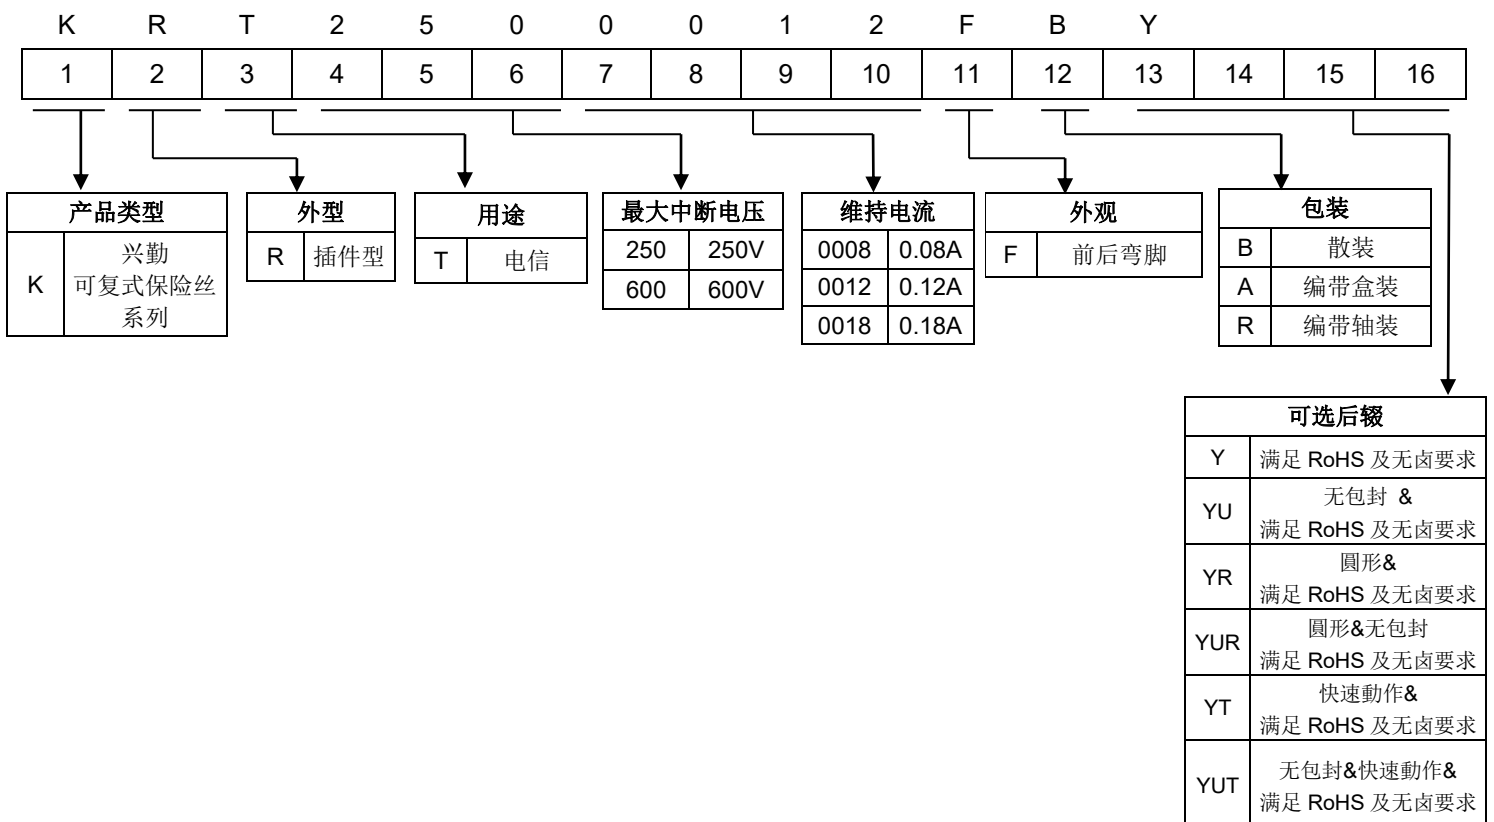 K R T 2 5 0 0 0 1 2 F B Y
1 2 3 4 5 6 7 8 9 10 11 12 13 14 15 16
产品类型
K
兴勤
可复式保险丝
系列
外型
R 插件型
用途
T 电信
最大中断电压
250 250V
600 600V
维持电流
0008 0.08A
0012 0.12A
0018 0.18A
外观
F 前后弯脚
包装
B 散装
A 编带盒装
R 编带轴装
可选后辍
Y 满足 RoHS 及无卤要求
YU
无包封 &
满足 RoHS 及无卤要求
YR
圓形&
满足 RoHS 及无卤要求
YUR
圓形&无包封
满足 RoHS 及无卤要求
YT
快速動作&
满足 RoHS 及无卤要求
YUT
无包封&快速動作&
满足 RoHS 及无卤要求